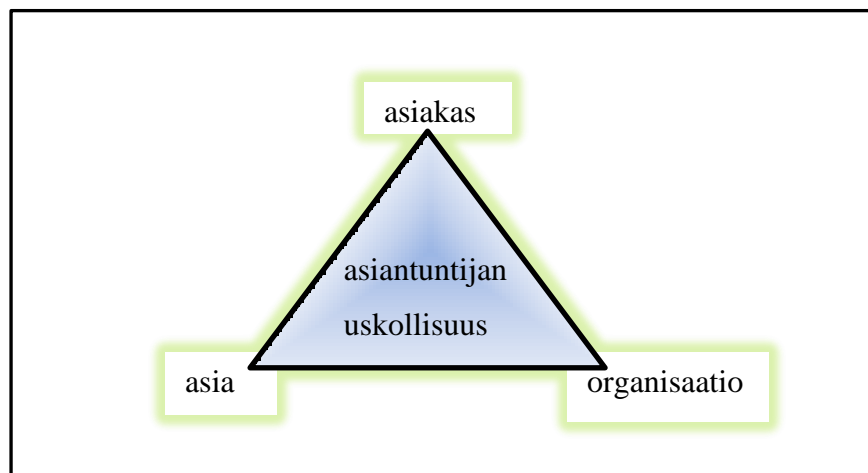 asiakas
asiantuntijan
uskollisuus
asia
organisaatio